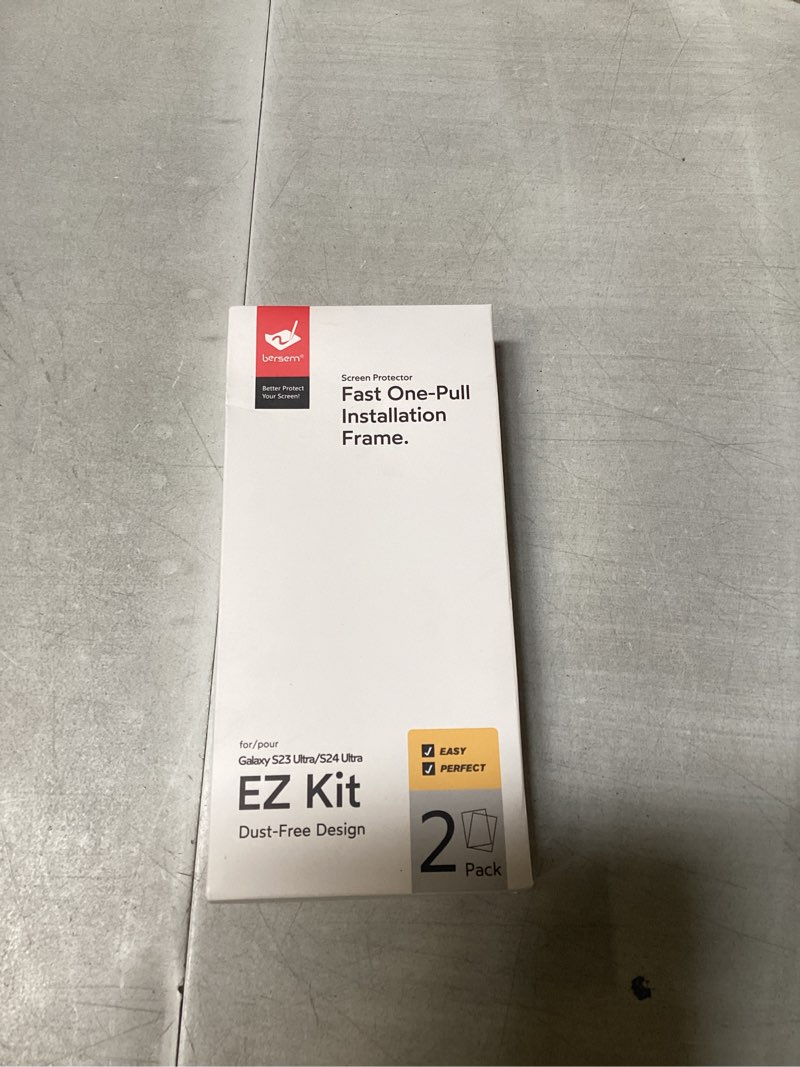 bersem®
Better Protect
Your Screen!
Screen Protector
Fast One-Pull
Installation
Frame.
for/pour
Galaxy S23 Ultra/S24 Ultra
EZ Kit
Dust-Free Design
EASY
PERFECT
2
Pack